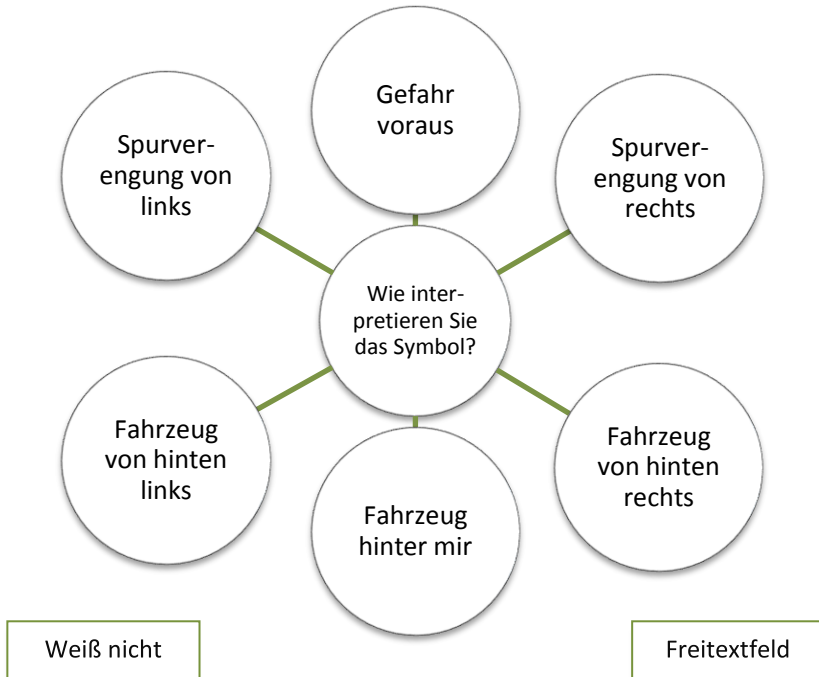 Gefahr
voraus
Spurver-
engung von
links
Spurver-
engung von
rechts
Wie inter-
pretieren Sie
das Symbol?
Fahrzeug
von hinten
links
Fahrzeug
von hinten
rechts
Fahrzeug
hinter mir
Weiß nicht
Freitextfeld